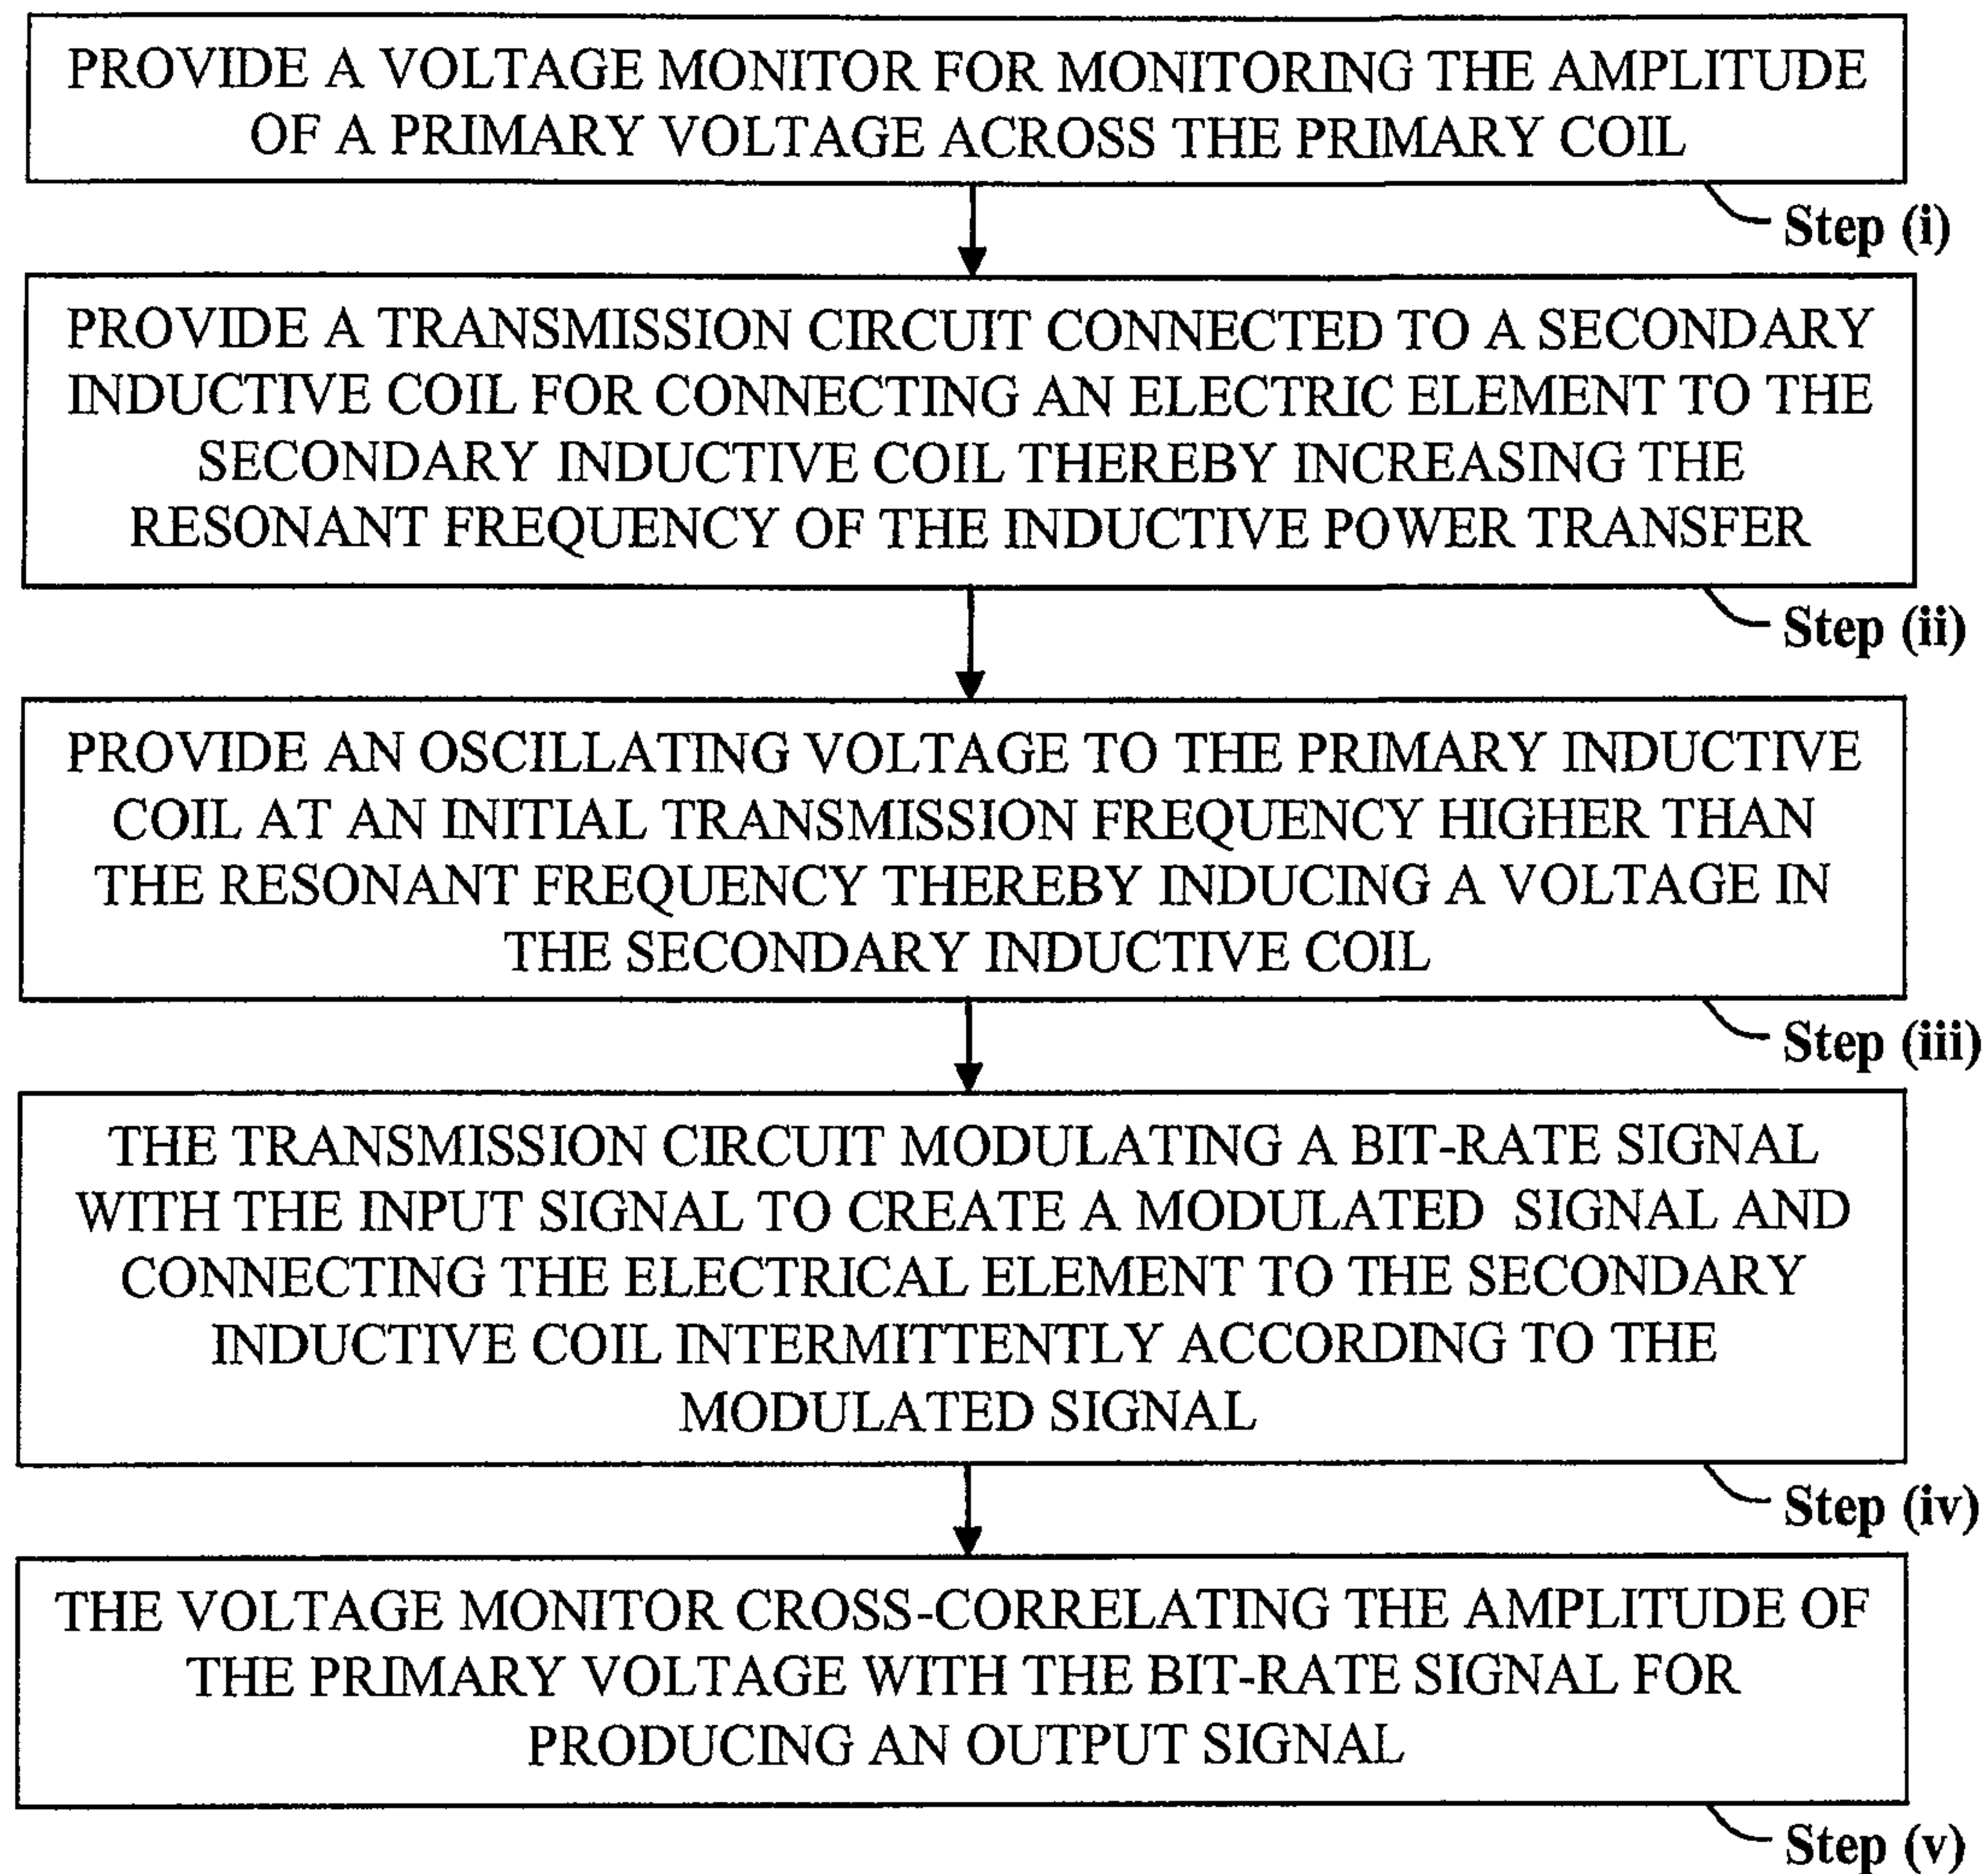 PROVIDE A VOLTAGE MONITOR FOR MONITORING THE AMPLITUDE
OF A PRIMARY VOLTAGE ACROSS THE PRIMARY COIL
Step (i)
PROVIDE A TRANSMISSION CIRCUIT CONNECTED TO A SECONDARY
INDUCTIVE COIL FOR CONNECTING AN ELECTRIC ELEMENT TO THE
SECONDARY INDUCTIVE COIL THEREBY INCREASING THE
RESONANT FREQUENCY OF THE INDUCTIVE POWER TRANSFER
Step (ii)
PROVIDE AN OSCILLATING VOLTAGE TO THE PRIMARY INDUCTIVE
COIL AT AN INITIAL TRANSMISSION FREQUENCY HIGHER THAN
THE RESONANT FREQUENCY THEREBY INDUCING A VOLTAGE IN
THE SECONDARY INDUCTIVE COIL
Step (iii)
THE TRANSMISSION CIRCUIT MODULATING A BIT-RATE SIGNAL
WITH THE INPUT SIGNAL TO CREATE A MODULATED SIGNAL AND
CONNECTING THE ELECTRICAL ELEMENT TO THE SECONDARY
INDUCTIVE COIL INTERMITTENTLY ACCORDING TO THE
MODULATED SIGNAL
Step (iv)
THE VOLTAGE MONITOR CROSS-CORRELATING THE AMPLITUDE OF
THE PRIMARY VOLTAGE WITH THE BIT-RATE SIGNAL FOR
PRODUCING AN OUTPUT SIGNAL
Step (v)